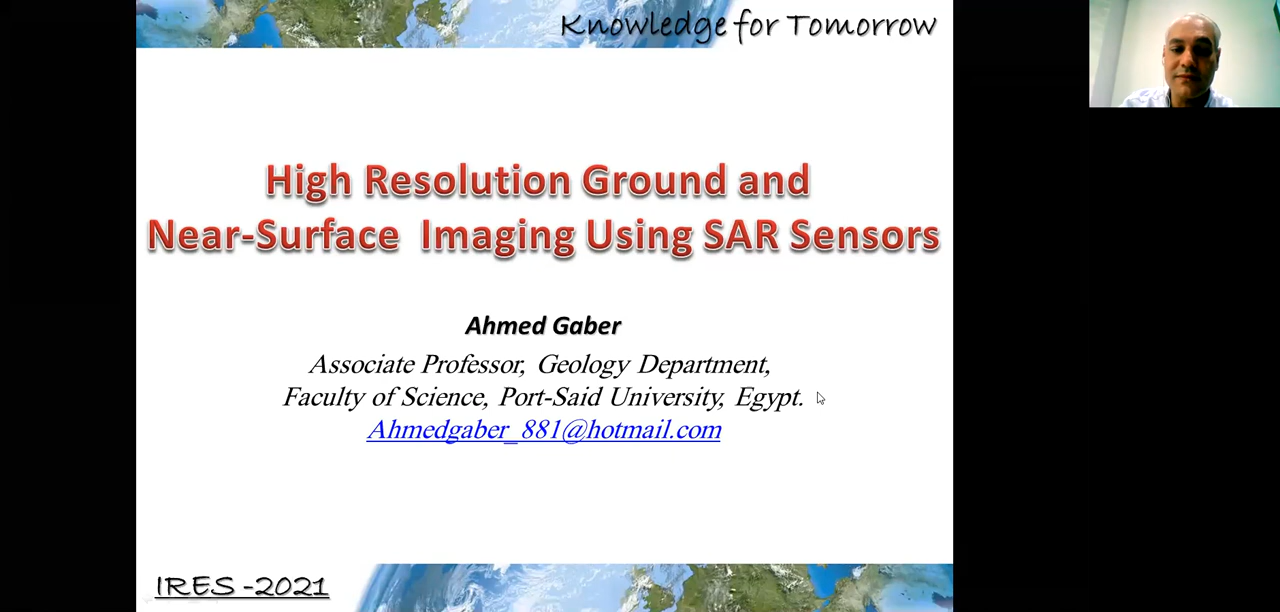 Knowledge for Tomorrow
High Resolution Ground and
Near-Surface Imaging Using SAR Sensors
Ahmed Gaber
Associate Professor, Geology Department,
Faculty of Science, Port-Said University, Egypt.
Ahmedgaber_881@hotmail.com
IRES -2021